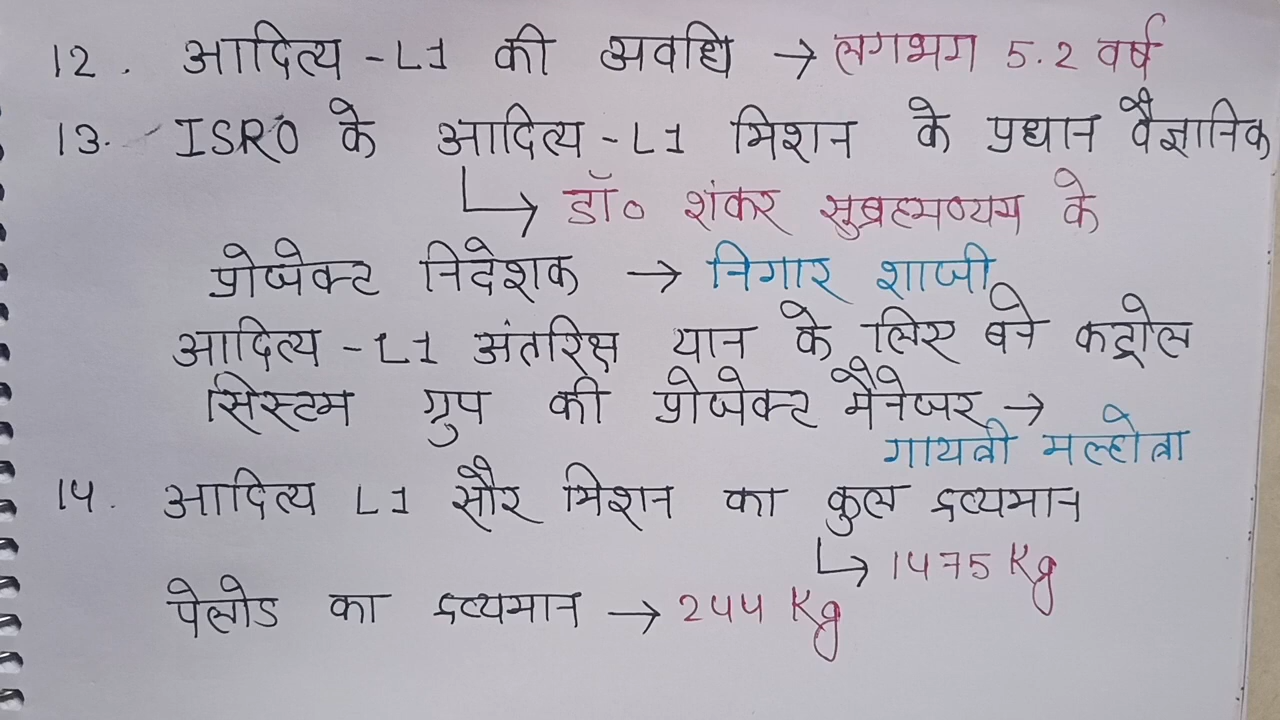 12. आदित्य -L1 की अवधि → लगभग 5.2 वर्ष
13. ISRO के आदित्य -L1 मिशन के प्रधान वैज्ञानिक
↳ डॉ० शंकर सुब्रहमण्यम के
प्रोजेक्ट निदेशक → निगार शाजी
आदित्य -L1 अंतरिक्ष यान के लिए बने कट्रोल
सिस्टम ग्रुप की प्रोजेक्ट मैनेजर →
गायत्री मल्होत्रा
14. आदित्य L1 सौर मिशन का कुल द्रव्यमान
↳ 1475 Kg
पेलोड का द्रव्यमान → 244 Kg